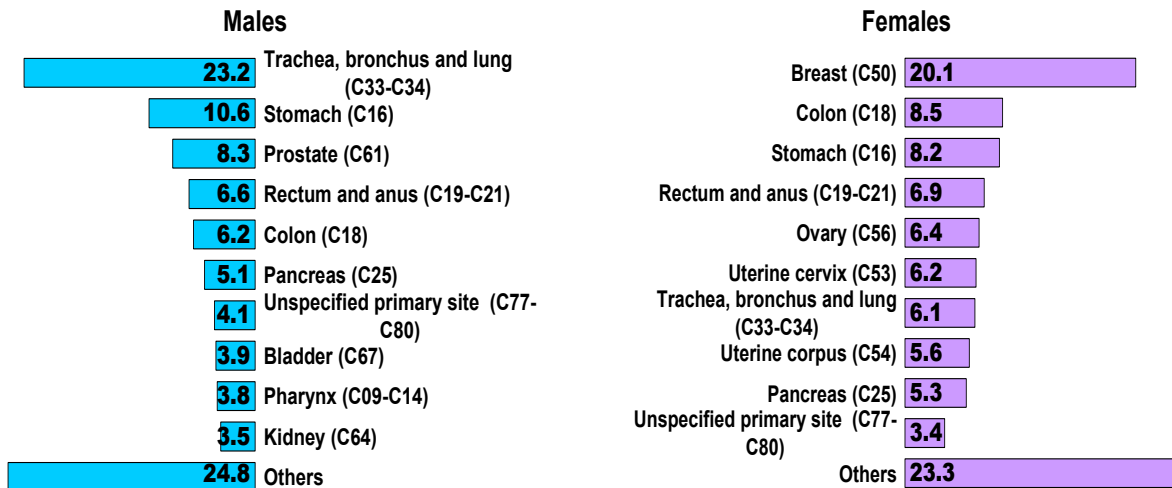 Males
23.2 Trachea, bronchus and lung
(C33-C34)
10.6 Stomach (C16)
8.3 Prostate (C61)
6.6 Rectum and anus (C19-C21)
6.2 Colon (C18)
5.1 Pancreas (C25)
4.1 Unspecified primary site (C77-
C80)
3.9 Bladder (C67)
3.8 Pharynx (C09-C14)
3.5 Kidney (C64)
24.8 Others
Females
Breast (C50) 20.1
Colon (C18) 8.5
Stomach (C16) 8.2
Rectum and anus (C19-C21) 6.9
Ovary (C56) 6.4
Uterine cervix (C53) 6.2
Trachea, bronchus and lung 6.1
(C33-C34)
Uterine corpus (C54) 5.6
Pancreas (C25) 5.3
Unspecified primary site (C77- 3.4
C80)
Others 23.3